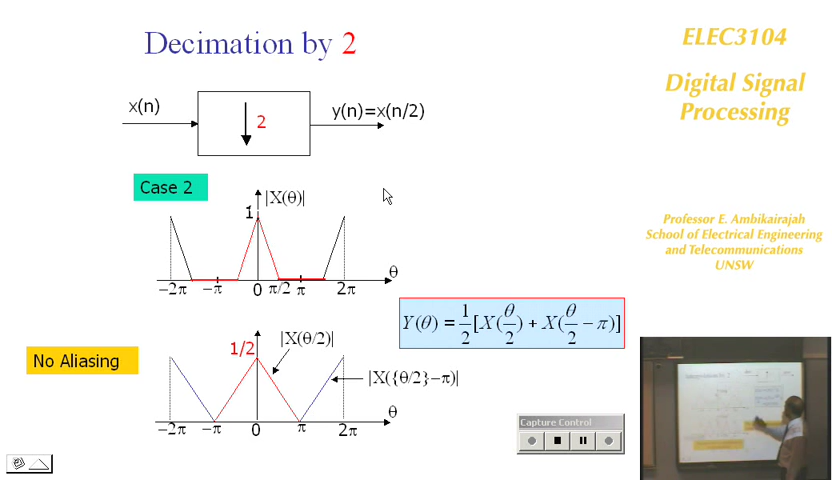 Decimation by 2
ELEC3104
Digital Signal
Processing
x(n)
2
y(n)=x(n/2)
Case 2
|X(θ)|
1
θ
−2π −π 0 π/2 π 2π
Professor E. Ambikairajah
School of Electrical Engineering
and Telecommunications
UNSW
Y(θ) = 1/2[X(θ/2) + X(θ/2 − π)]
No Aliasing
1/2
|X(θ/2)|
|X({θ/2}−π)|
θ
−2π −π 0 π 2π
Capture Control